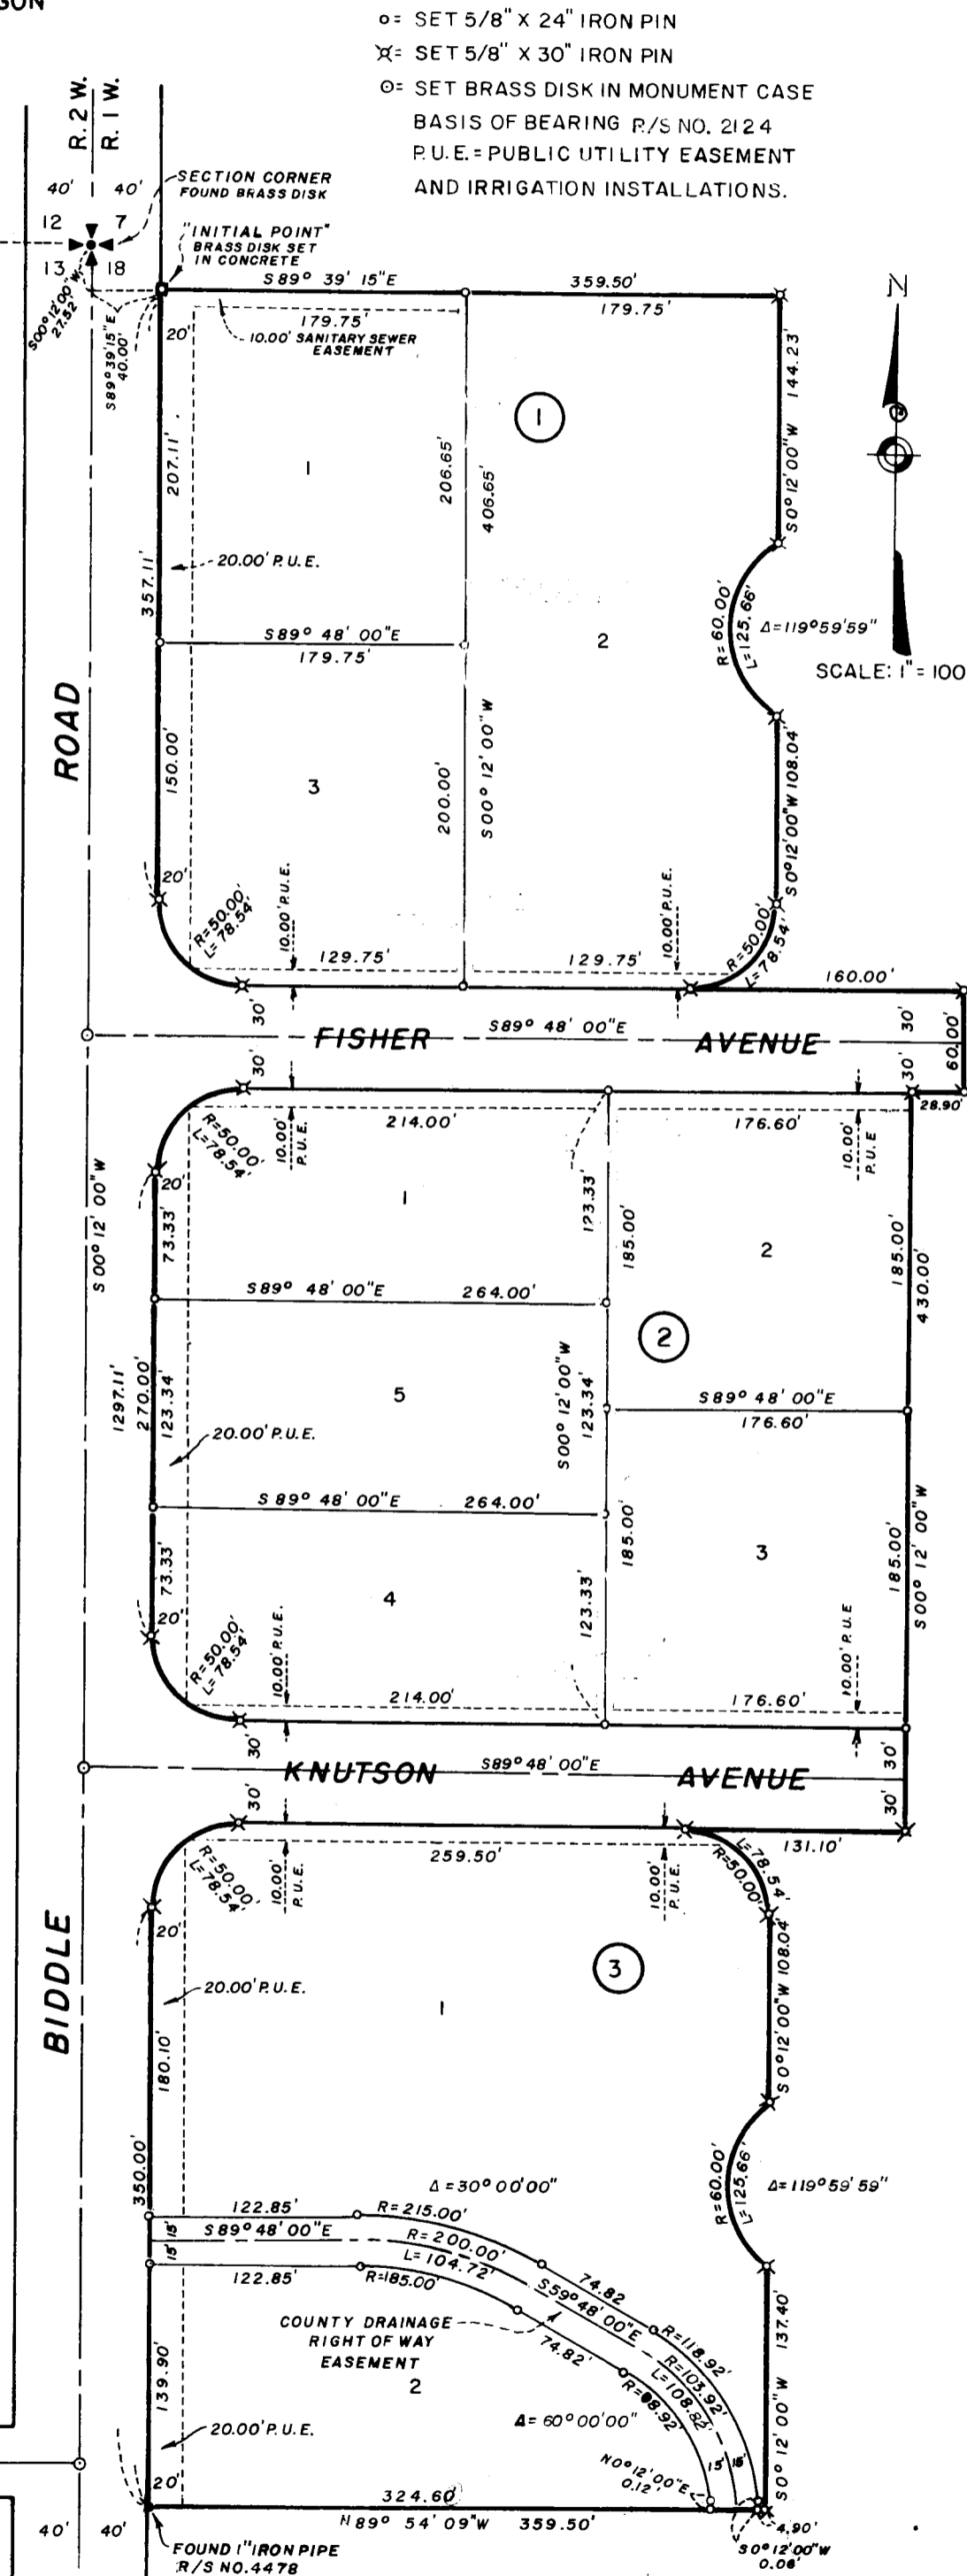 GON
o= SET 5/8" X 24" IRON PIN
= SET 5/8" X 30" IRON PIN
⊙= SET BRASS DISK IN MONUMENT CASE
BASIS OF BEARING R/S NO. 2124
P.U.E.= PUBLIC UTILITY EASEMENT
AND IRRIGATION INSTALLATIONS.
R. 2 W.
R. 1 W.
40' 40'
SECTION CORNER
FOUND BRASS DISK
12 7
13 18
"INITIAL POINT"
BRASS DISK SET
IN CONCRETE
S00°12'00"W
27.52
S89°39'15"E
40.00'
S89° 39' 15"E 359.50'
179.75' 179.75'
10.00' SANITARY SEWER
EASEMENT
20'
N
1
1
207.11'
206.65'
406.65'
S0°12'00"W 144.23'
357.11'
20.00' P.U.E.
S89° 48' 00"E
179.75'
2
R=60.00'
L=125.66'
Δ=119°59'59"
SCALE: 1" = 100
ROAD
150.00'
3
200.00'
S00° 12' 00"W
S0°12'00"W 108.04'
20'
R=50.00'
L=78.54'
10.00' P.U.E.
129.75' 129.75'
10.00' P.U.E.
R=50.00'
L=78.54'
160.00'
30' 30'
FISHER S89° 48' 00"E AVENUE
60.00'
30' 30'
28.90'
R=50.00'
L=78.54'
10.00'
P.U.E.
214.00' 176.60'
10.00'
P.U.E
S00° 12' 00"W
20'
73.33'
1
123.33'
185.00'
2
185.00'
430.00'
S89° 48' 00"E 264.00'
2
1297.11'
270.00'
123.34'
5
S00° 12' 00"W
123.34'
S89° 48' 00"E
176.60'
20.00' P.U.E.
S89° 48' 00"E 264.00'
73.33'
4
123.33'
185.00'
3
185.00'
S00° 12' 00"W
20'
R=50.00'
L=78.54'
10.00' P.U.E.
214.00' 176.60'
10.00' P.U.E
30' 30'
KNUTSON S89° 48' 00"E AVENUE
30' 30'
R=50.00'
L=78.54'
10.00'
P.U.E.
259.50'
10.00'
P.U.E.
L=78.54'
R=50.00'
131.10'
20'
BIDDLE
20.00' P.U.E.
3
1
180.10'
S0°12'00"W 108.04'
350.00'
Δ = 30° 00' 00"
R=60.00'
L=125.66'
Δ=119°59'59"
122.85' R=215.00'
15'
S89° 48' 00"E R=200.00'
15'
L=104.72'
122.85' R=185.00'
74.82
S59°48'00"E
COUNTY DRAINAGE
RIGHT OF WAY
EASEMENT
74.82'
R=118.92'
R=103.92'
L=108.82'
137.40'
139.90'
2
20.00' P.U.E.
Δ= 60° 00' 00"
S0° 12' 00"W
N0°12'00"E
0.12'
15' 15'
20'
324.60'
N 89° 54' 09"W 359.50'
4.90'
S0°12'00"W
0.06'
40' 40'
FOUND 1" IRON PIPE
R/S NO. 4478